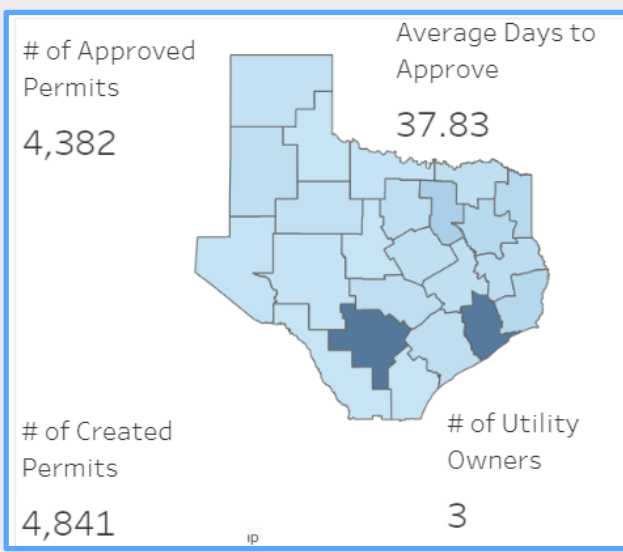 # of Approved
Permits
4,382
Average Days to
Approve
37.83
# of Created
Permits
4,841
# of Utility
Owners
3
ıp